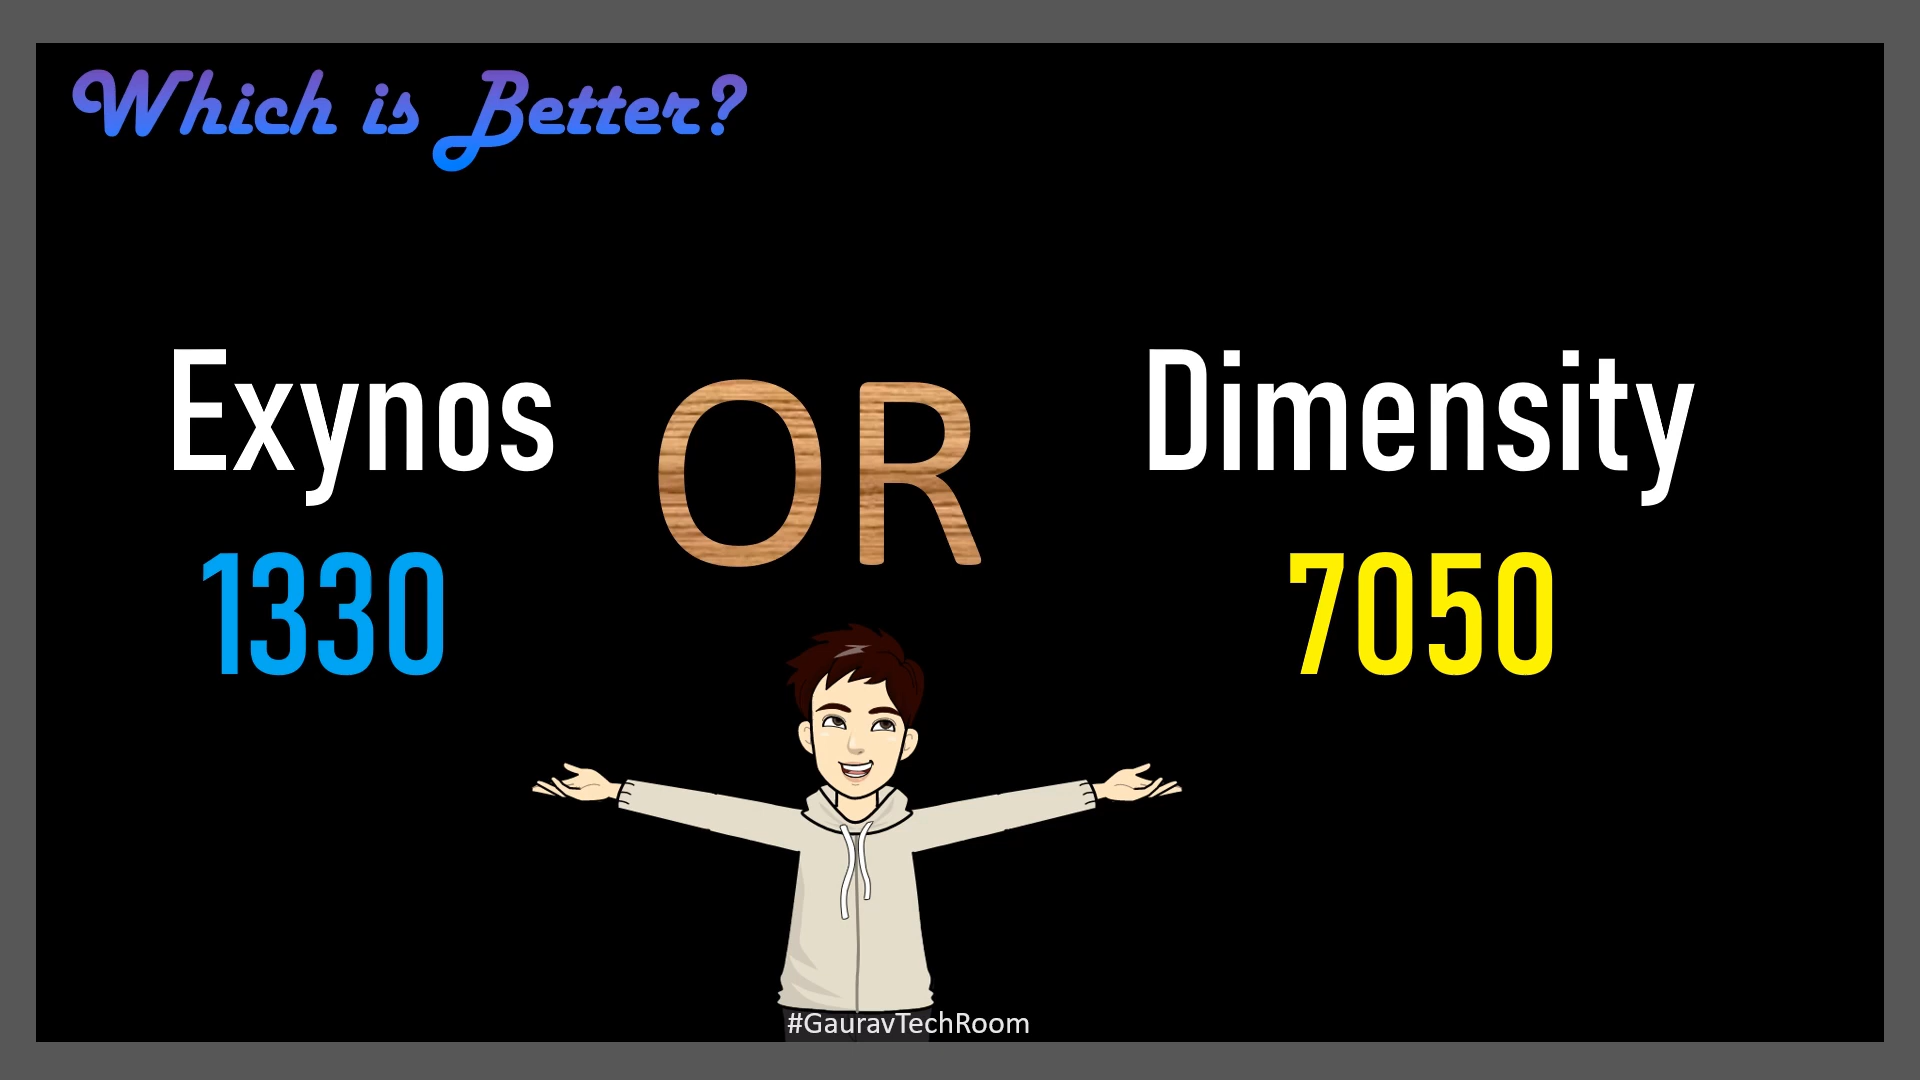 Which is Better?
Exynos
1330
OR
Dimensity
7050
#GauravTechRoom